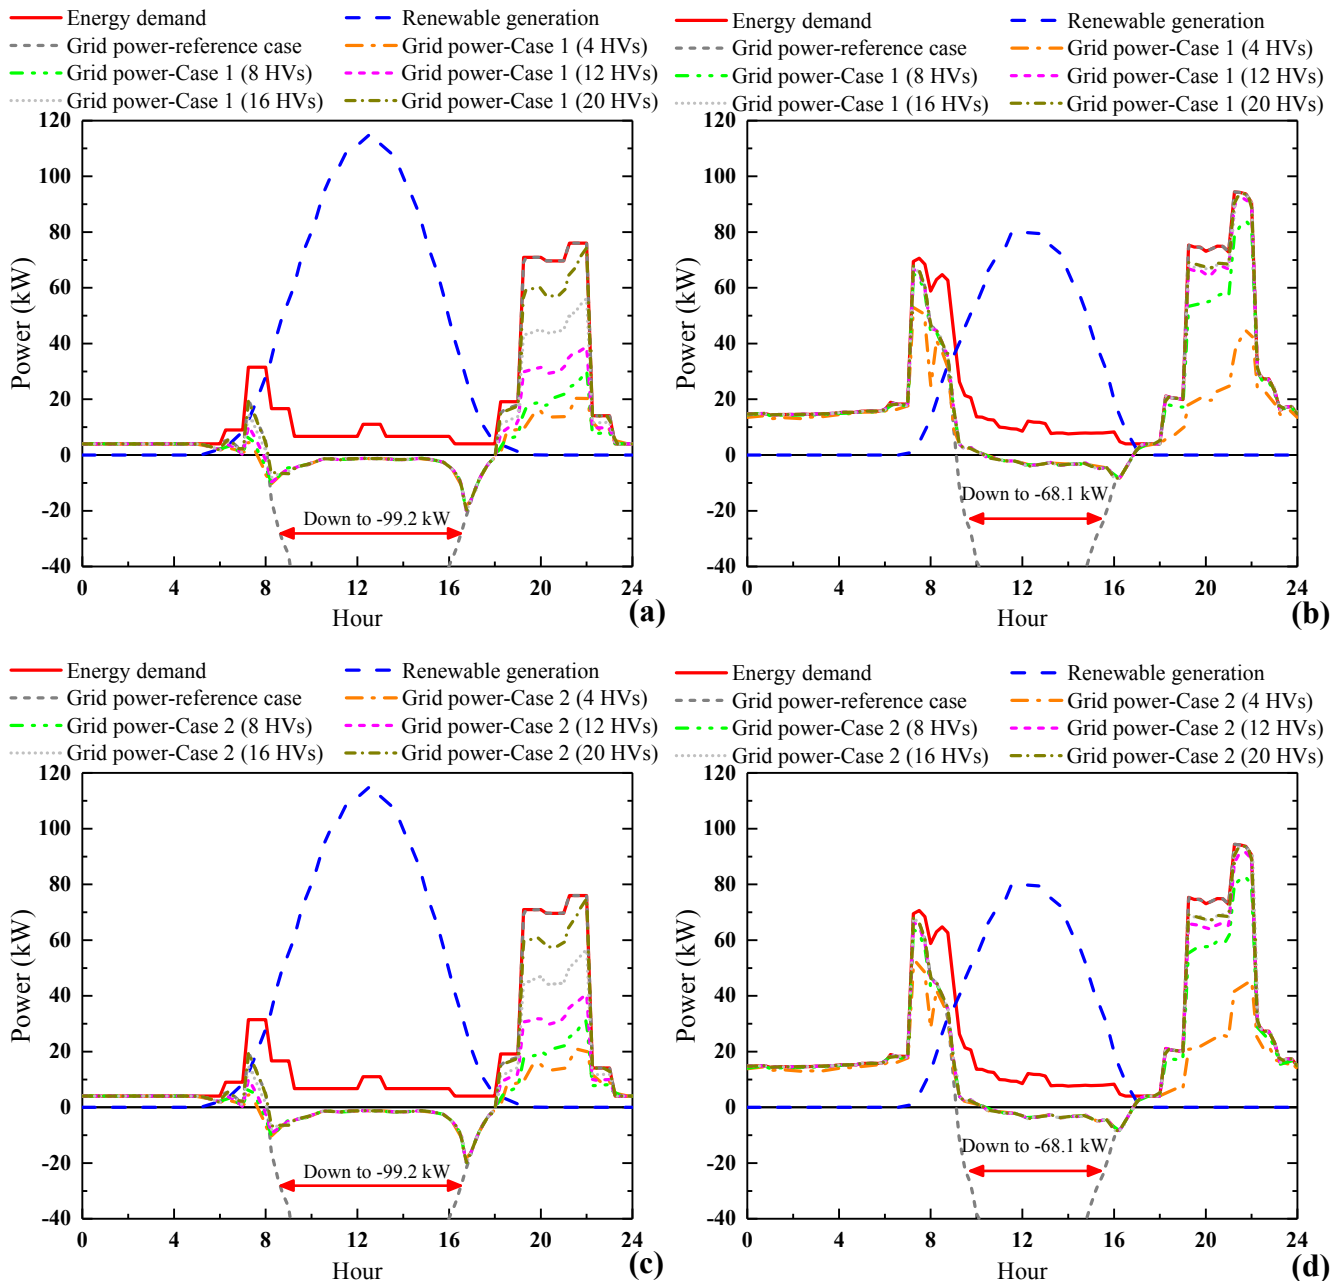 Energy demand
Renewable generation
Grid power-reference case
Grid power-Case 1 (4 HVs)
Grid power-Case 1 (8 HVs)
Grid power-Case 1 (12 HVs)
Grid power-Case 1 (16 HVs)
Grid power-Case 1 (20 HVs)
120
100
80
60
40
20
0
-20
-40
Power (kW)
Down to -99.2 kW
0 4 8 12 16 20 24
Hour
(a)
Energy demand
Renewable generation
Grid power-reference case
Grid power-Case 1 (4 HVs)
Grid power-Case 1 (8 HVs)
Grid power-Case 1 (12 HVs)
Grid power-Case 1 (16 HVs)
Grid power-Case 1 (20 HVs)
120
100
80
60
40
20
0
-20
-40
Power (kW)
Down to -68.1 kW
0 4 8 12 16 20 24
Hour
(b)
Energy demand
Renewable generation
Grid power-reference case
Grid power-Case 2 (4 HVs)
Grid power-Case 2 (8 HVs)
Grid power-Case 2 (12 HVs)
Grid power-Case 2 (16 HVs)
Grid power-Case 2 (20 HVs)
120
100
80
60
40
20
0
-20
-40
Power (kW)
Down to -99.2 kW
0 4 8 12 16 20 24
Hour
(c)
Energy demand
Renewable generation
Grid power-reference case
Grid power-Case 2 (4 HVs)
Grid power-Case 2 (8 HVs)
Grid power-Case 2 (12 HVs)
Grid power-Case 2 (16 HVs)
Grid power-Case 2 (20 HVs)
120
100
80
60
40
20
0
-20
-40
Power (kW)
Down to -68.1 kW
0 4 8 12 16 20 24
Hour
(d)